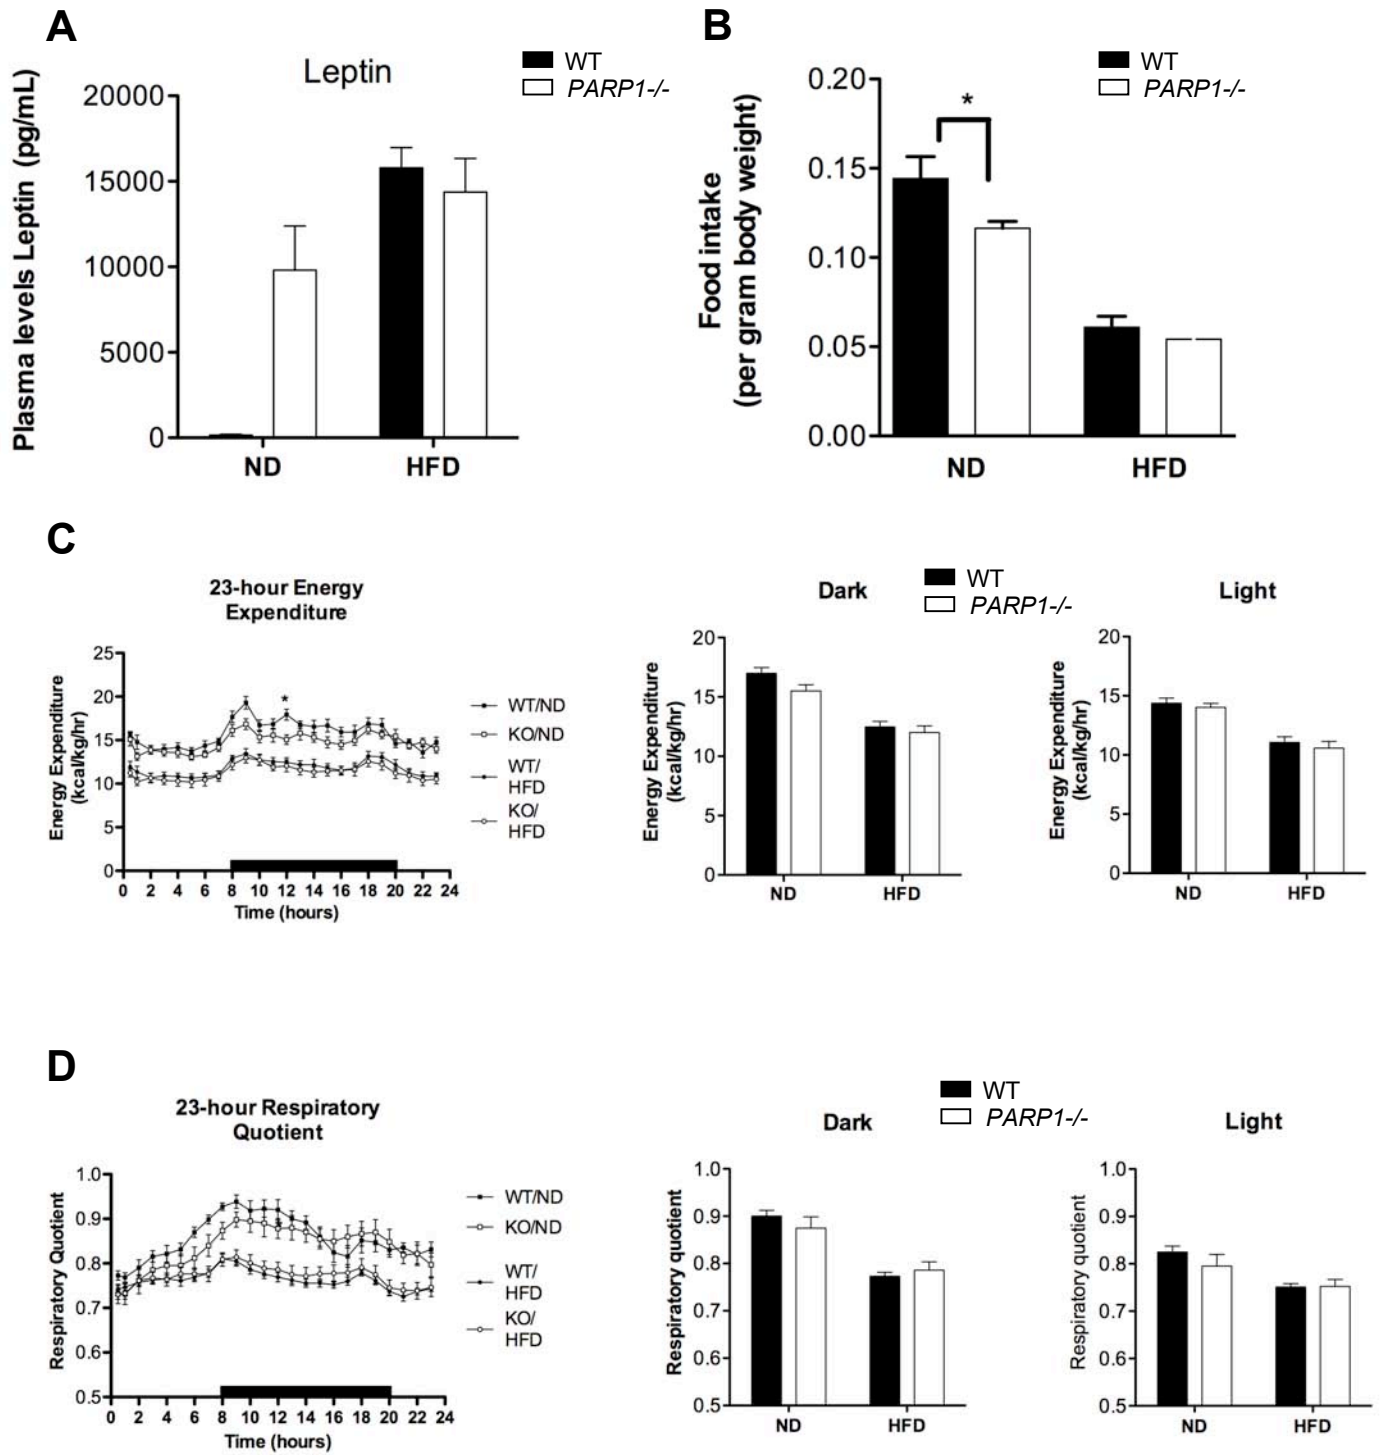 A
Leptin
WT
PARP1-/-
Plasma levels Leptin (pg/mL)
20000
15000
10000
5000
0
ND HFD
B
WT
PARP1-/-
Food intake
(per gram body weight)
0.20
0.15
0.10
0.05
0.00
*
ND HFD
C
23-hour Energy
Expenditure
Energy Expenditure
(kcal/kg/hr)
25
20
15
10
5
0
*
0 2 4 6 8 10 12 14 16 18 20 22 24
Time (hours)
WT/ND
KO/ND
WT/
HFD
KO/
HFD
Dark
WT
PARP1-/-
Energy Expenditure
(kcal/kg/hr)
20
15
10
5
0
ND HFD
Light
Energy Expenditure
(kcal/kg/hr)
20
15
10
5
0
ND HFD
D
23-hour Respiratory
Quotient
Respiratory Quotient
1.0
0.9
0.8
0.7
0.6
0.5
0 2 4 6 8 10 12 14 16 18 20 22 24
Time (hours)
WT/ND
KO/ND
WT/
HFD
KO/
HFD
Dark
WT
PARP1-/-
Respiratory quotient
1.0
0.9
0.8
0.7
0.6
0.5
ND HFD
Light
Respiratory quotient
1.0
0.9
0.8
0.7
0.6
0.5
ND HFD